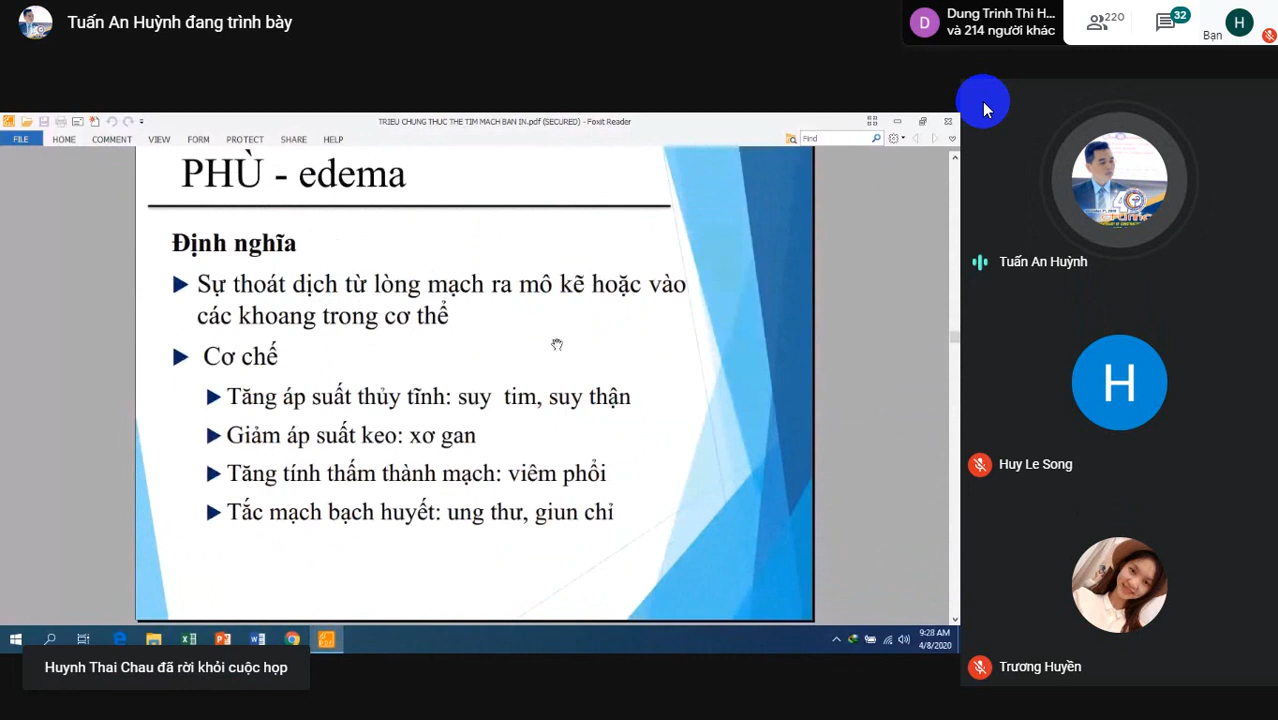 Tuấn An Huỳnh đang trình bày
D
Dung Trinh Thi H...
và 214 người khác
220
32
Bạn
H
TRIEU CHUNG THUC THE TIM MACH BAN IN.pdf (SECURED) - Foxit Reader
FILE HOME COMMENT VIEW FORM PROTECT SHARE HELP
Find
PHÙ - edema
Định nghĩa
Sự thoát dịch từ lòng mạch ra mô kẽ hoặc vào
các khoang trong cơ thể
Cơ chế
Tăng áp suất thủy tĩnh: suy tim, suy thận
Giảm áp suất keo: xơ gan
Tăng tính thấm thành mạch: viêm phổi
Tắc mạch bạch huyết: ung thư, giun chỉ
Tuấn An Huỳnh
H
Huy Le Song
Trương Huyền
9:28 AM
4/8/2020
Huynh Thai Chau đã rời khỏi cuộc họp